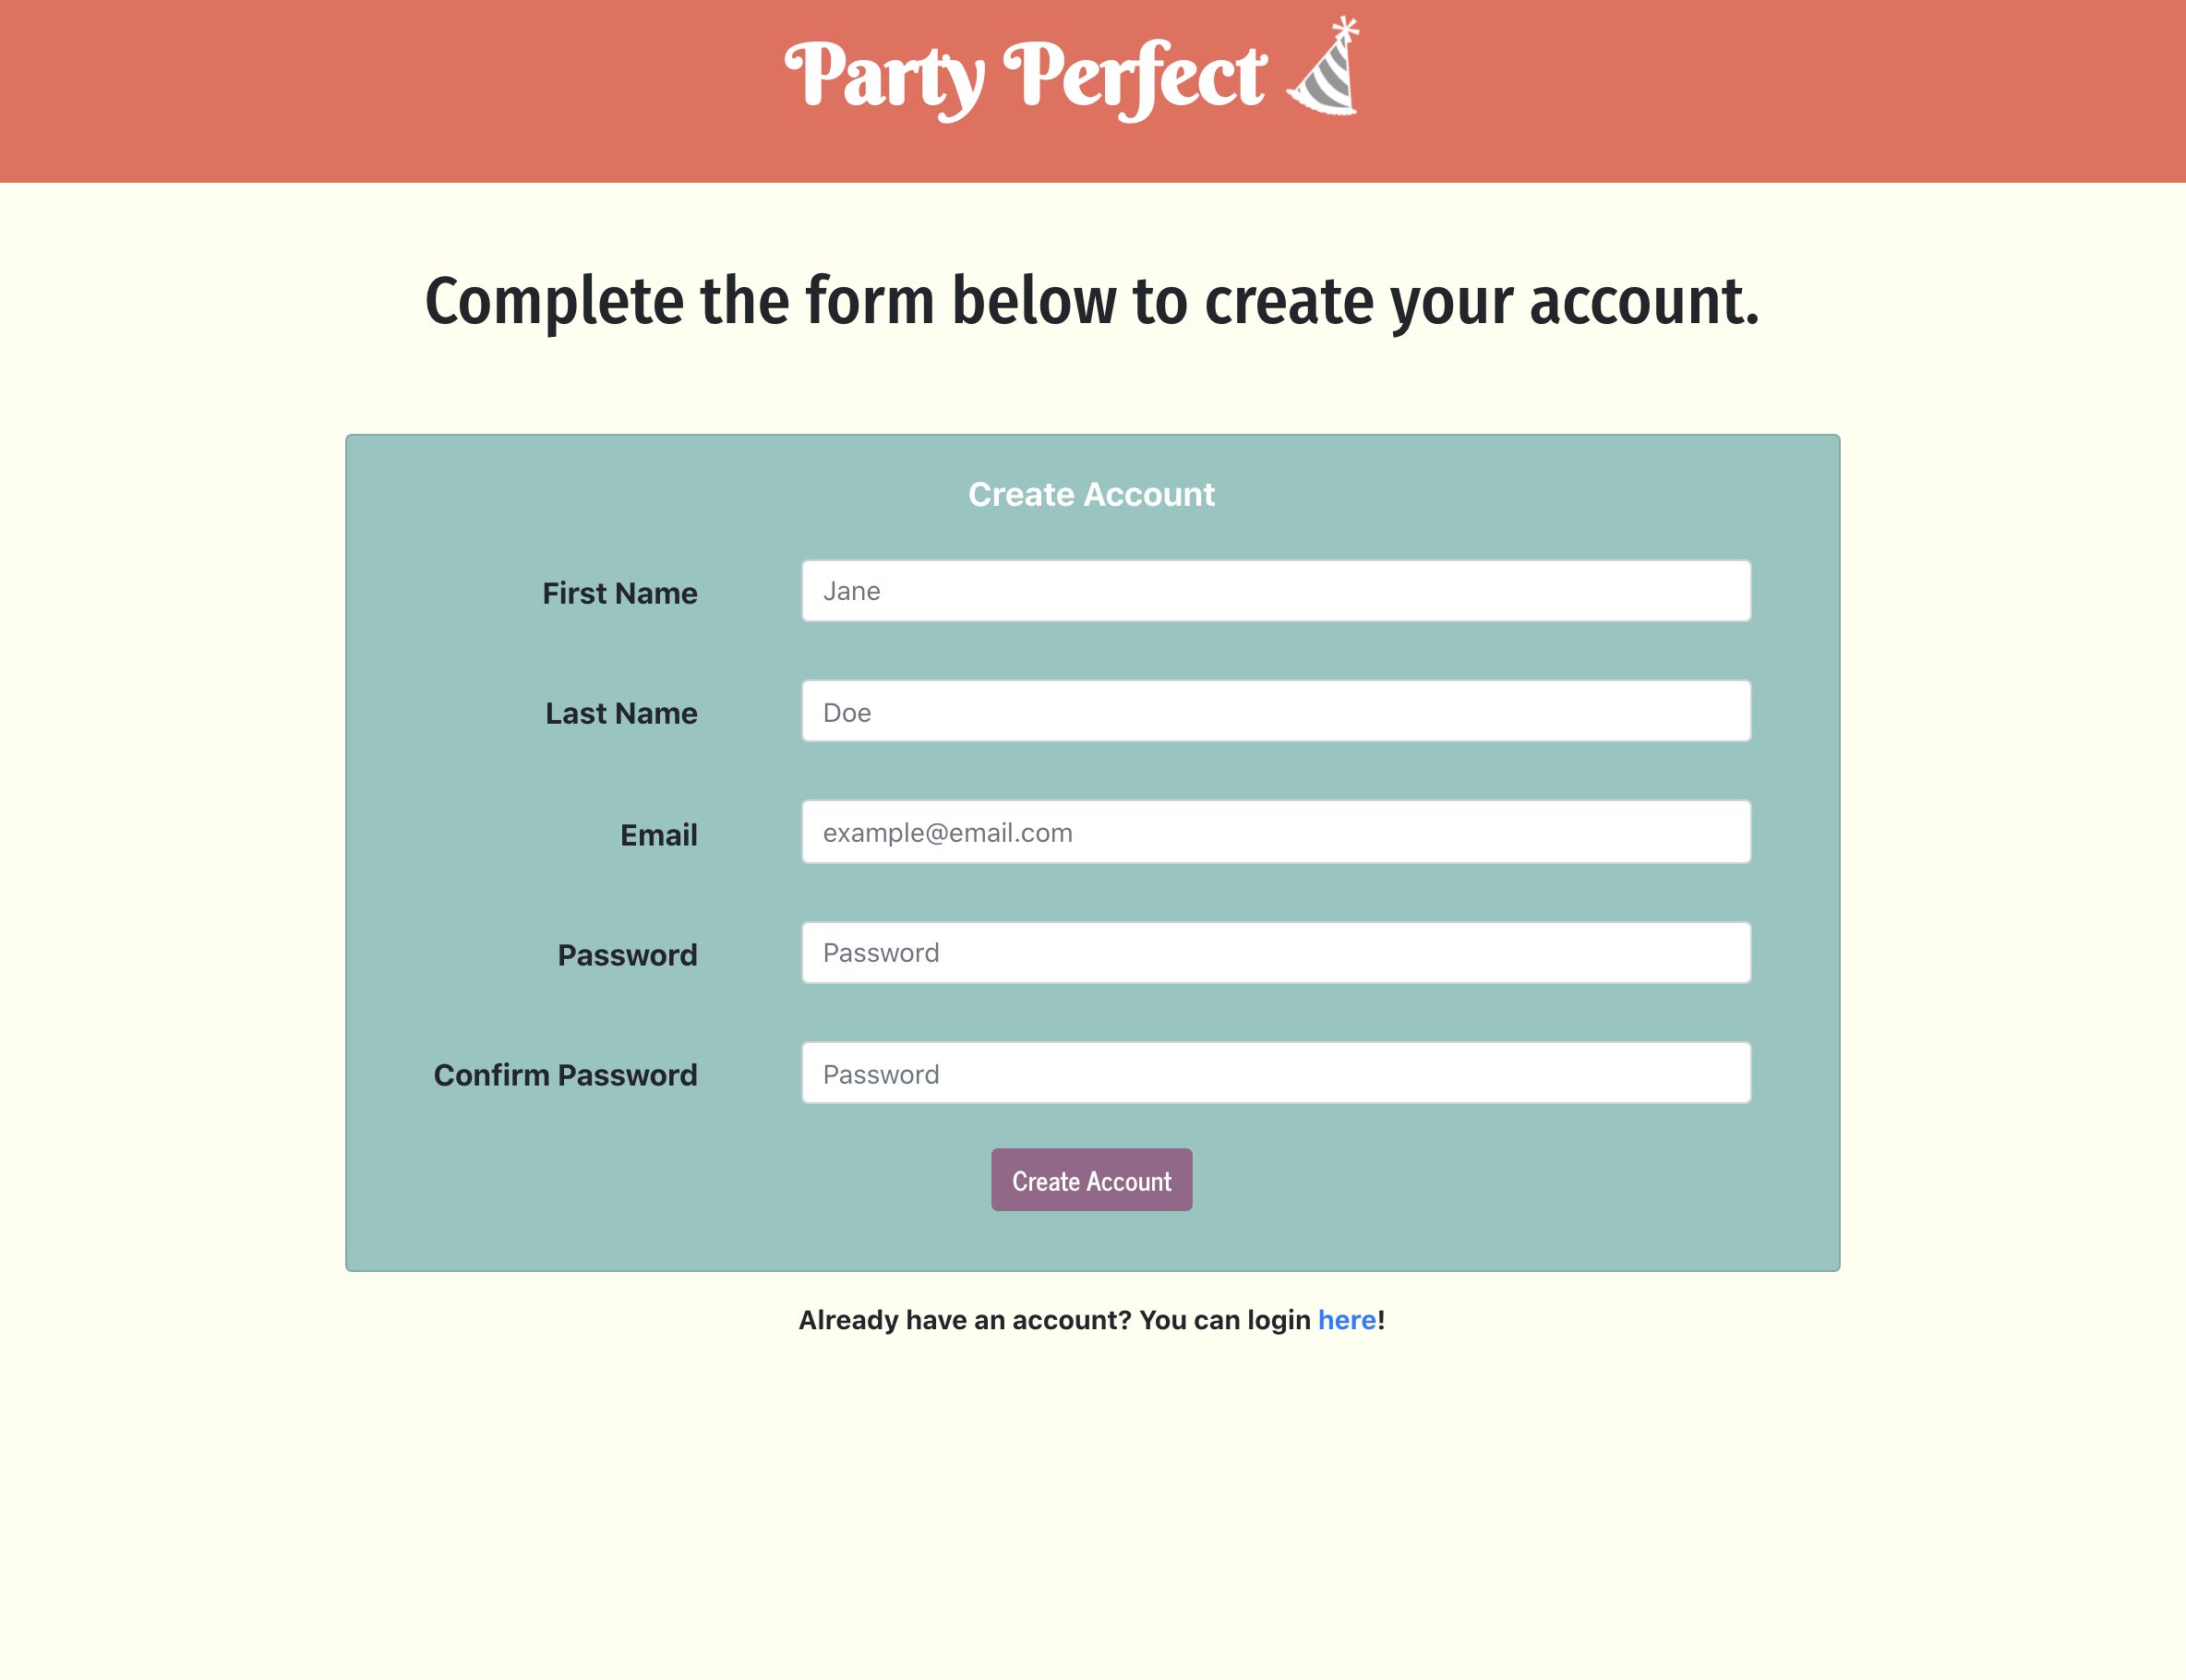 Party Perfect
Complete the form below to create your account.
Create Account
First Name
Jane
Last Name
Doe
Email
example@email.com
Password
Password
Confirm Password
Password
Create Account
Already have an account? You can login here!